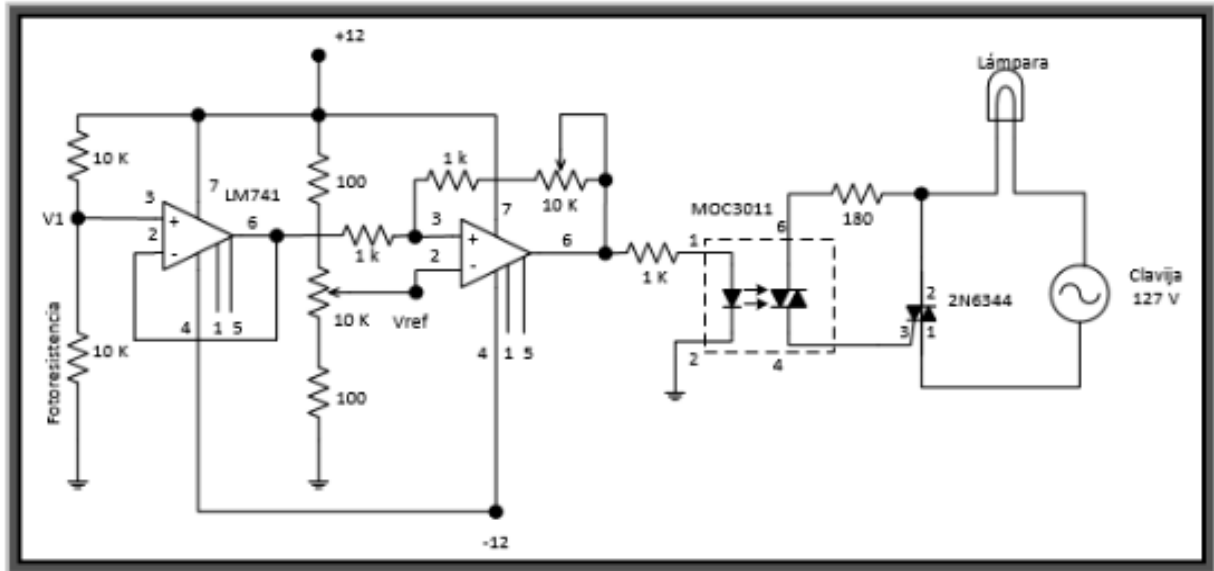 +12
Lámpara
10 K
100
1 k
10 K
7
LM741
3
V1
6
2
+
-
1 k
3
2
+
-
7
6
MOC3011
6
180
1
1 K
Clavija
127 V
2N6344
2
3
1
10 K
Vref
4
1
5
10 K
Fotoresistencia
4
1
5
2
4
100
-12